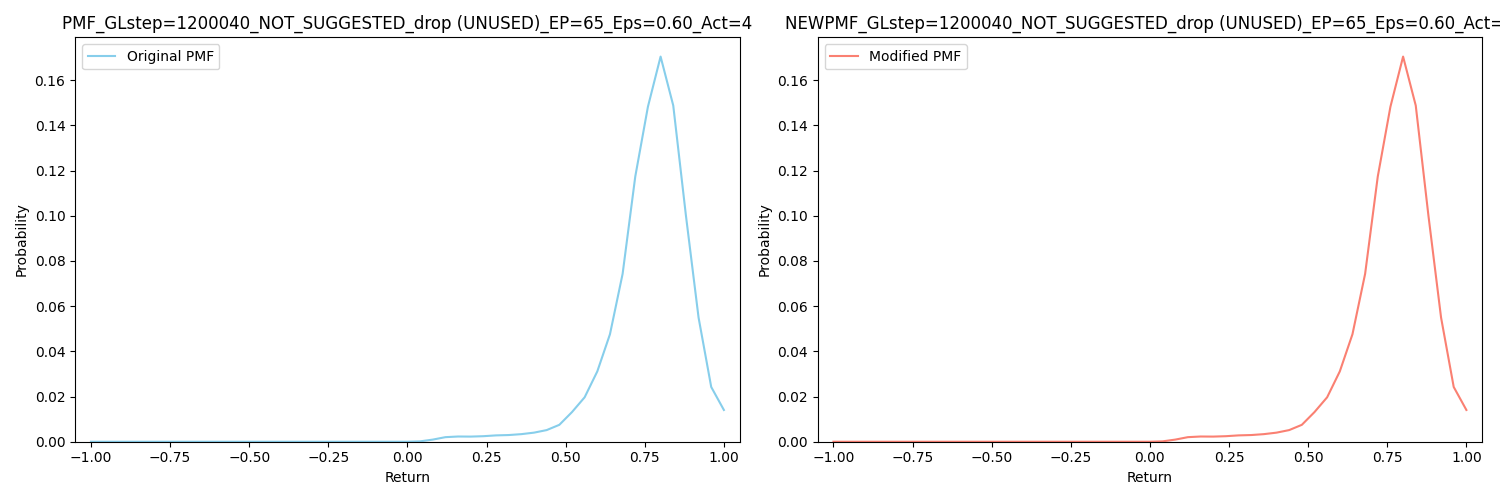 PMF_GLstep=1200040_NOT_SUGGESTED_drop (UNUSED)_EP=65_Eps=0.60_Act=4
Original PMF
0.16
0.14
0.12
0.10
0.08
0.06
0.04
0.02
0.00
Probability
−1.00 −0.75 −0.50 −0.25 0.00 0.25 0.50 0.75 1.00
Return
NEWPMF_GLstep=1200040_NOT_SUGGESTED_drop (UNUSED)_EP=65_Eps=0.60_Act=
Modified PMF
0.16
0.14
0.12
0.10
0.08
0.06
0.04
0.02
0.00
Probability
−1.00 −0.75 −0.50 −0.25 0.00 0.25 0.50 0.75 1.00
Return